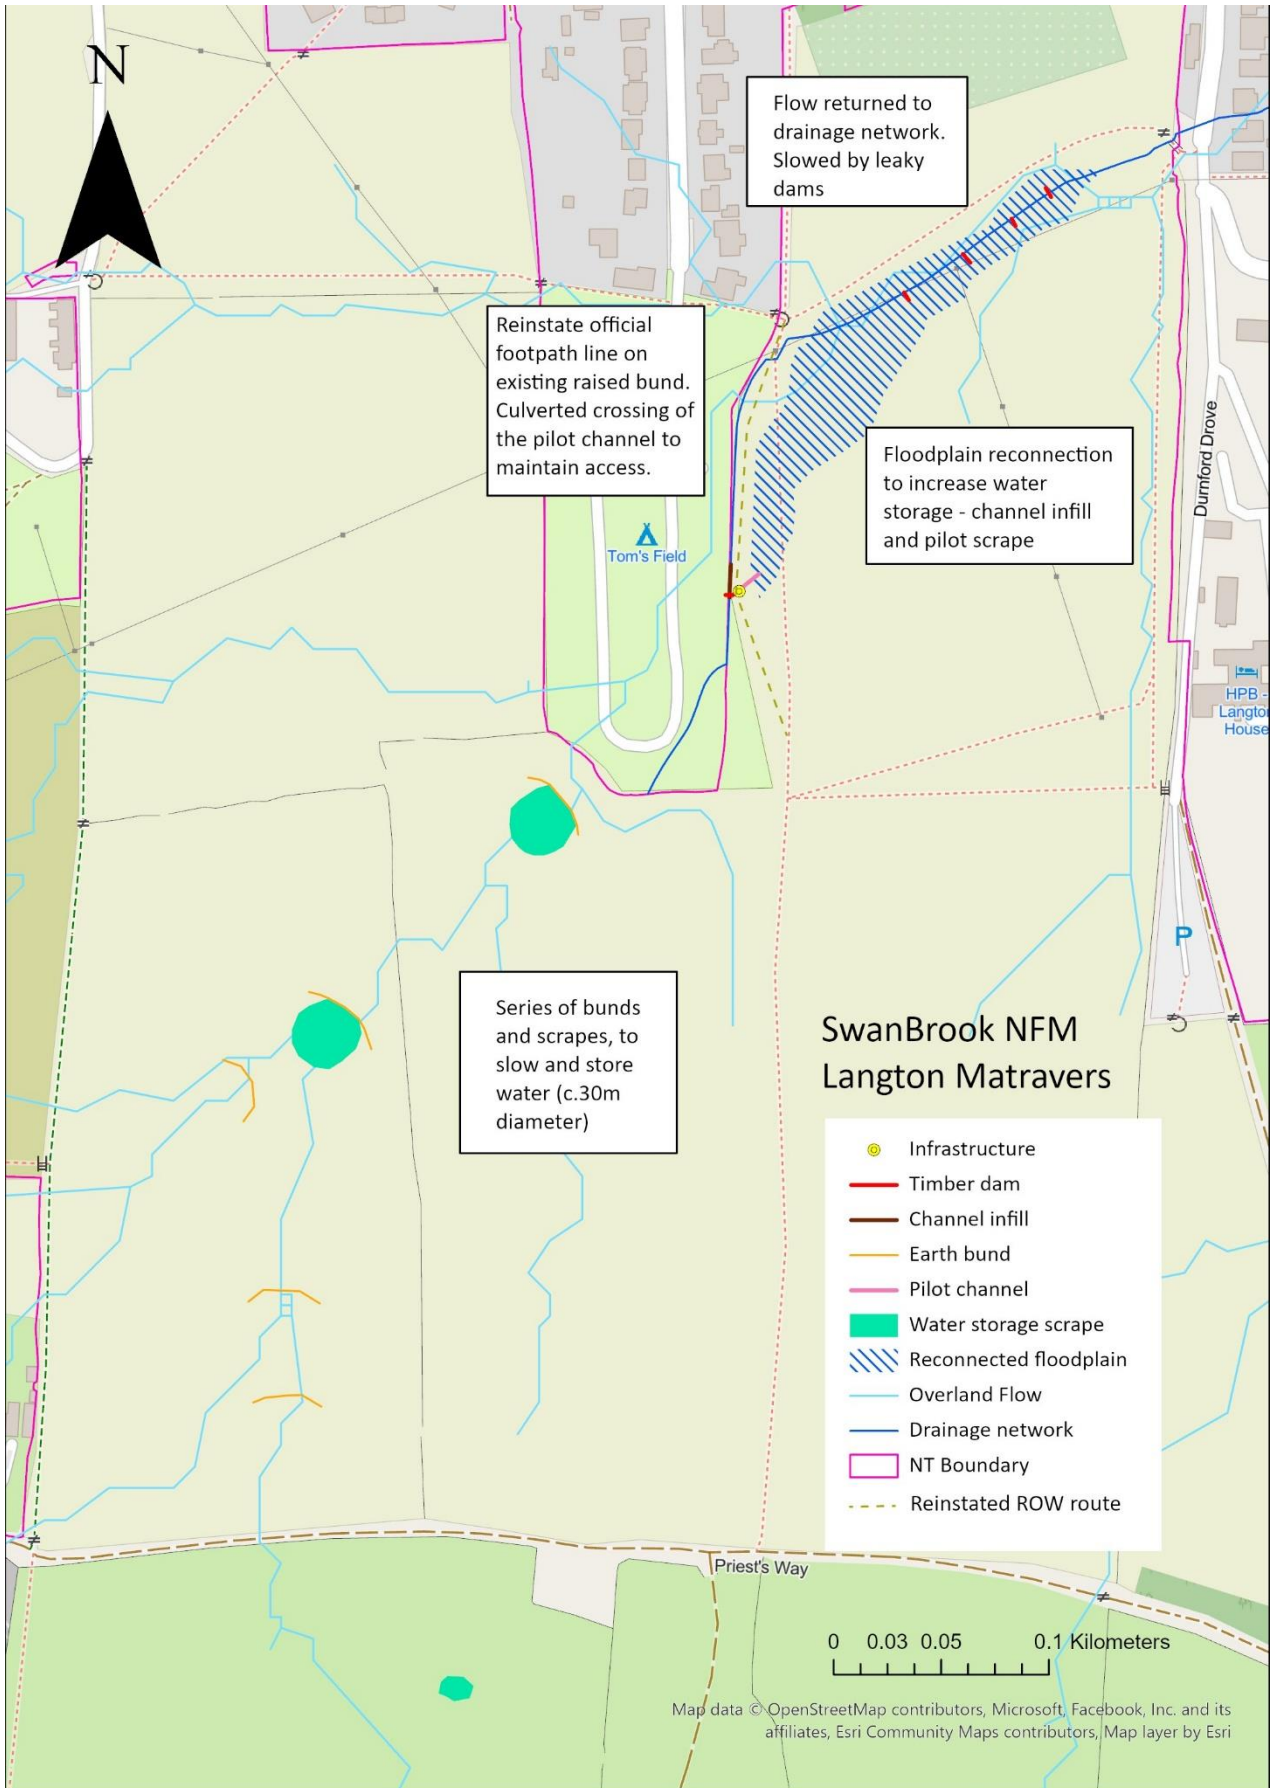 N
Flow returned to
drainage network.
Slowed by leaky
dams
Reinstate official
footpath line on
existing raised bund.
Culverted crossing of
the pilot channel to
maintain access.
Floodplain reconnection
to increase water
storage - channel infill
and pilot scrape
Durnford Drove
Tom's Field
HPB -
Langton
House
P
Series of bunds
and scrapes, to
slow and store
water (c.30m
diameter)
SwanBrook NFM
Langton Matravers
Infrastructure
Timber dam
Channel infill
Earth bund
Pilot channel
Water storage scrape
Reconnected floodplain
Overland Flow
Drainage network
NT Boundary
Reinstated ROW route
Priest's Way
0 0.03 0.05 0.1 Kilometers
Map data © OpenStreetMap contributors, Microsoft, Facebook, Inc. and its
affiliates, Esri Community Maps contributors, Map layer by Esri